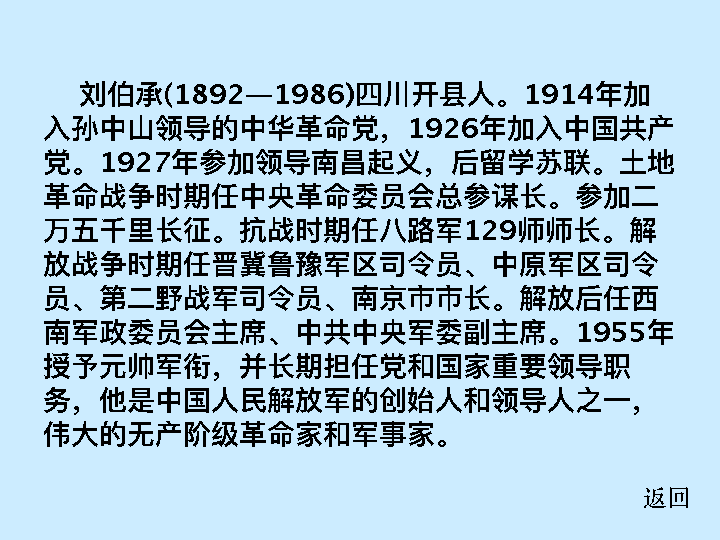 刘伯承(1892—1986)四川开县人。1914年加
入孙中山领导的中华革命党，1926年加入中国共产
党。1927年参加领导南昌起义，后留学苏联。土地
革命战争时期任中央革命委员会总参谋长。参加二
万五千里长征。抗战时期任八路军129师师长。解
放战争时期任晋冀鲁豫军区司令员、中原军区司令
员、第二野战军司令员、南京市市长。解放后任西
南军政委员会主席、中共中央军委副主席。1955年
授予元帅军衔，并长期担任党和国家重要领导职
务，他是中国人民解放军的创始人和领导人之一，
伟大的无产阶级革命家和军事家。
返回